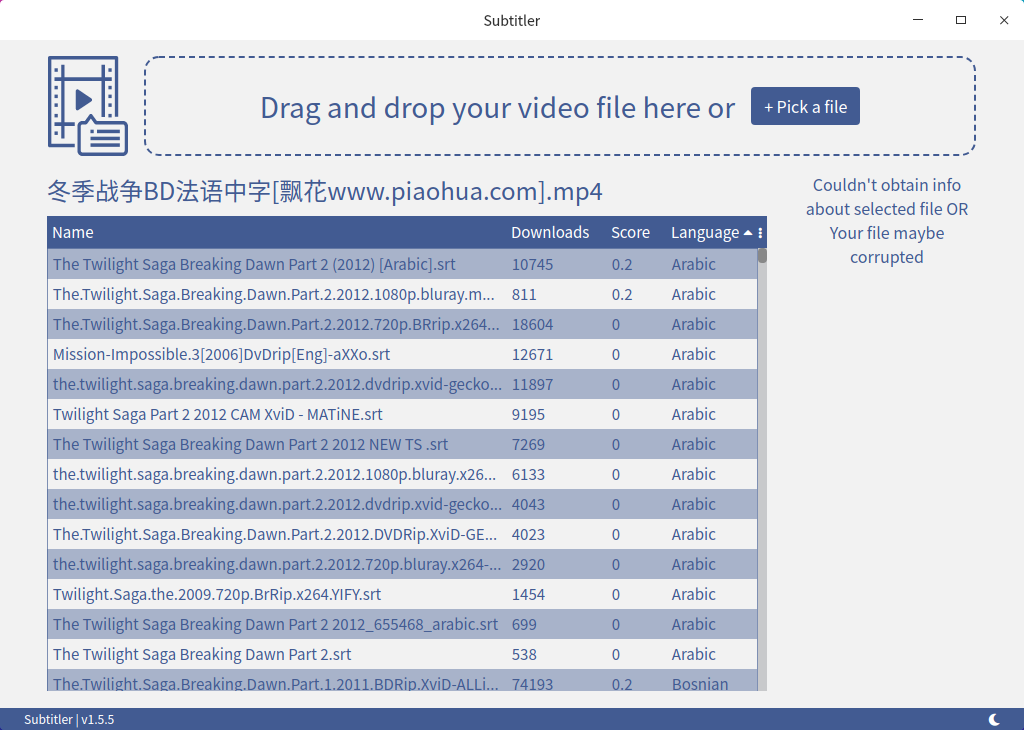 Subtitler
Drag and drop your video file here or + Pick a file
冬季战争BD法语中字[飘花www.piaohua.com].mp4
Couldn't obtain info
about selected file OR
Your file maybe
corrupted
Name Downloads Score Language
The Twilight Saga Breaking Dawn Part 2 (2012) [Arabic].srt 10745 0.2 Arabic
The.Twilight.Saga.Breaking.Dawn.Part.2.2012.1080p.bluray.m... 811 0.2 Arabic
The.Twilight.Saga.Breaking.Dawn.Part.2.2012.720p.BRrip.x264... 18604 0 Arabic
Mission-Impossible.3[2006]DvDrip[Eng]-aXXo.srt 12671 0 Arabic
the.twilight.saga.breaking.dawn.part.2.2012.dvdrip.xvid-gecko... 11897 0 Arabic
Twilight Saga Part 2 2012 CAM XviD - MATiNE.srt 9195 0 Arabic
The Twilight Saga Breaking Dawn Part 2 2012 NEW TS .srt 7269 0 Arabic
the.twilight.saga.breaking.dawn.part.2.2012.1080p.bluray.x26... 6133 0 Arabic
the.twilight.saga.breaking.dawn.part.2.2012.dvdrip.xvid-gecko... 4043 0 Arabic
The.Twilight.Saga.Breaking.Dawn.Part.2.2012.DVDRip.XviD-GE... 4023 0 Arabic
the.twilight.saga.breaking.dawn.part.2.2012.720p.bluray.x264-... 2920 0 Arabic
Twilight.Saga.the.2009.720p.BrRip.x264.YIFY.srt 1454 0 Arabic
The Twilight Saga Breaking Dawn Part 2 2012_655468_arabic.srt 699 0 Arabic
The Twilight Saga Breaking Dawn Part 2.srt 538 0 Arabic
The.Twilight.Saga.Breaking.Dawn.Part.1.2011.BDRip.XviD-ALLi... 74193 0.2 Bosnian
Subtitler | v1.5.5